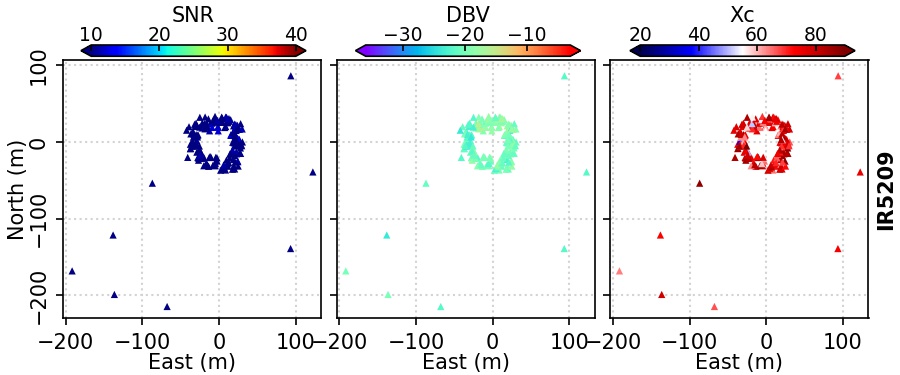 SNR DBV Xc
10 20 30 40 −30 −20 −10 20 40 60 80
100
0
−100
−200
North (m)
IR5209
−200 −100 0 100 −200 −100 0 100 −200 −100 0 100
East (m) East (m) East (m)